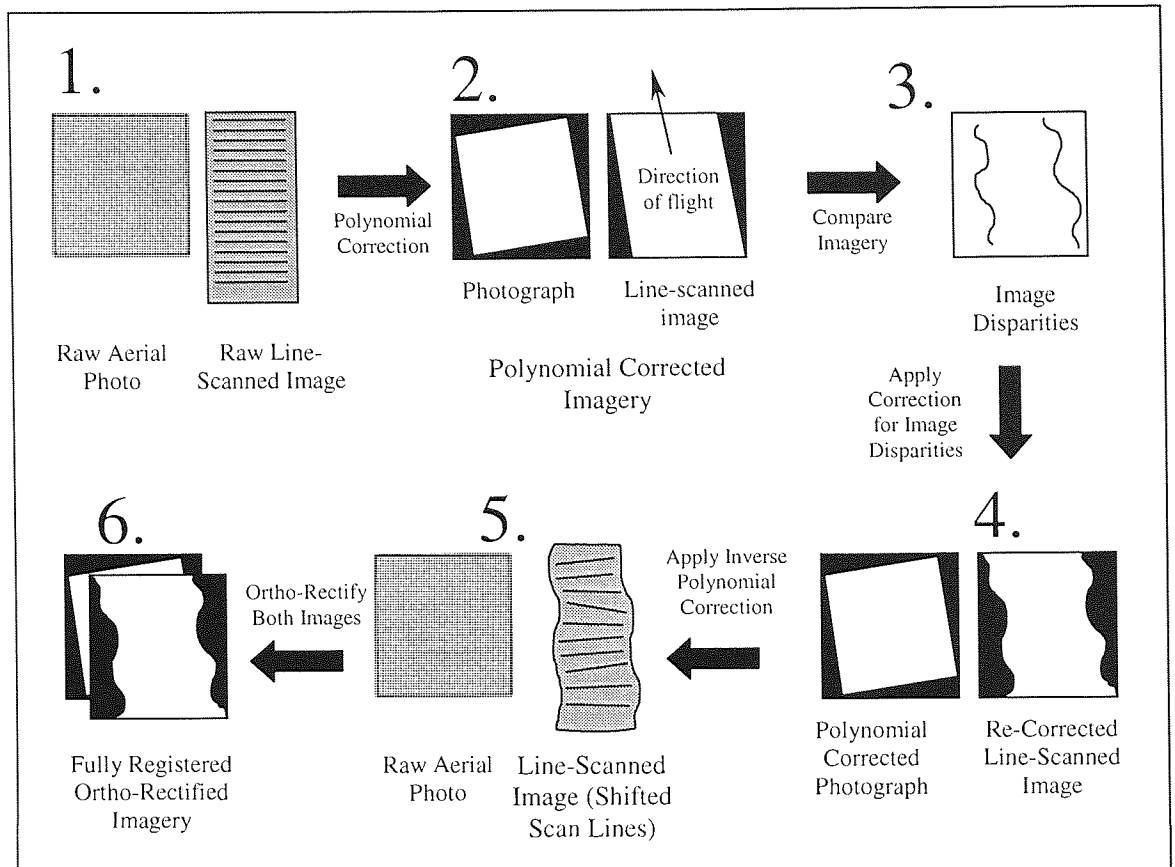 1.
Raw Aerial
Photo
Raw Line-
Scanned Image
Polynomial
Correction
2.
Direction
of flight
Photograph
Line-scanned
image
Polynomial Corrected
Imagery
Compare
Imagery
3.
Image
Disparities
Apply
Correction
for Image
Disparities
4.
Polynomial
Corrected
Photograph
Re-Corrected
Line-Scanned
Image
Apply Inverse
Polynomial
Correction
5.
Raw Aerial
Photo
Line-Scanned
Image (Shifted
Scan Lines)
Ortho-Rectify
Both Images
6.
Fully Registered
Ortho-Rectified
Imagery